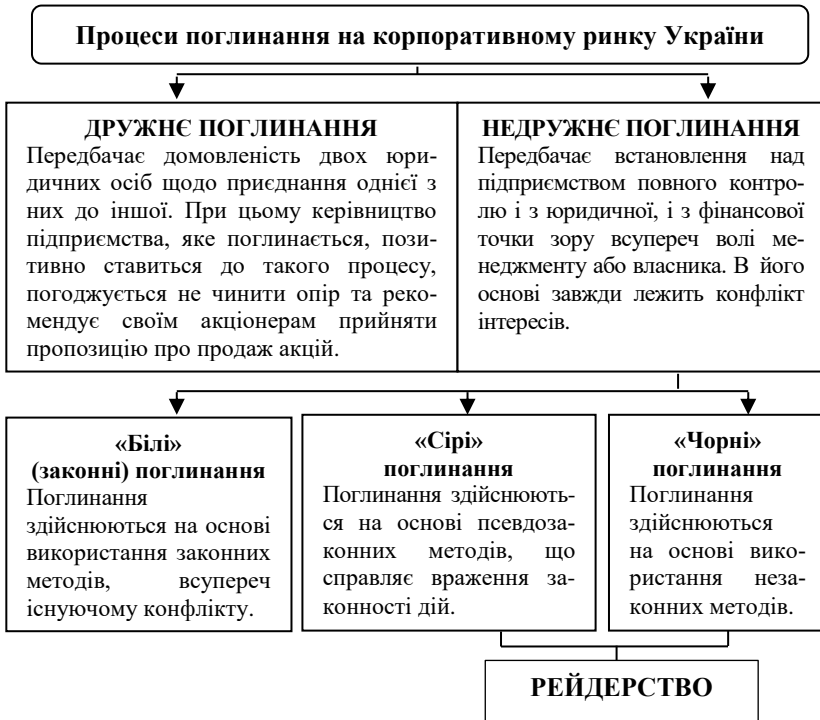 Процеси поглинання на корпоративному ринку України
ДРУЖНЄ ПОГЛИНАННЯ
Передбачає домовленість двох юри-
дичних осіб щодо приєднання однієї з
них до іншої. При цьому керівництво
підприємства, яке поглинається, пози-
тивно ставиться до такого процесу,
погоджується не чинити опір та реко-
мендує своїм акціонерам прийняти
пропозицію про продаж акцій.
НЕДРУЖНЄ ПОГЛИНАННЯ
Передбачає встановлення над
підприємством повного контро-
лю і з юридичної, і з фінансової
точки зору всупереч волі ме-
неджменту або власника. В його
основі завжди лежить конфлікт
інтересів.
«Білі»
(законні) поглинання
Поглинання
здійснюються на основі
використання законних
методів, всупереч
існуючому конфлікту.
«Сірі»
поглинання
Поглинання здійснюють-
ся на основі псевдоза-
конних методів, що
справляє враження за-
конності дій.
«Чорні»
поглинання
Поглинання
здійснюються
на основі вико-
ристання неза-
конних методів.
РЕЙДЕРСТВО